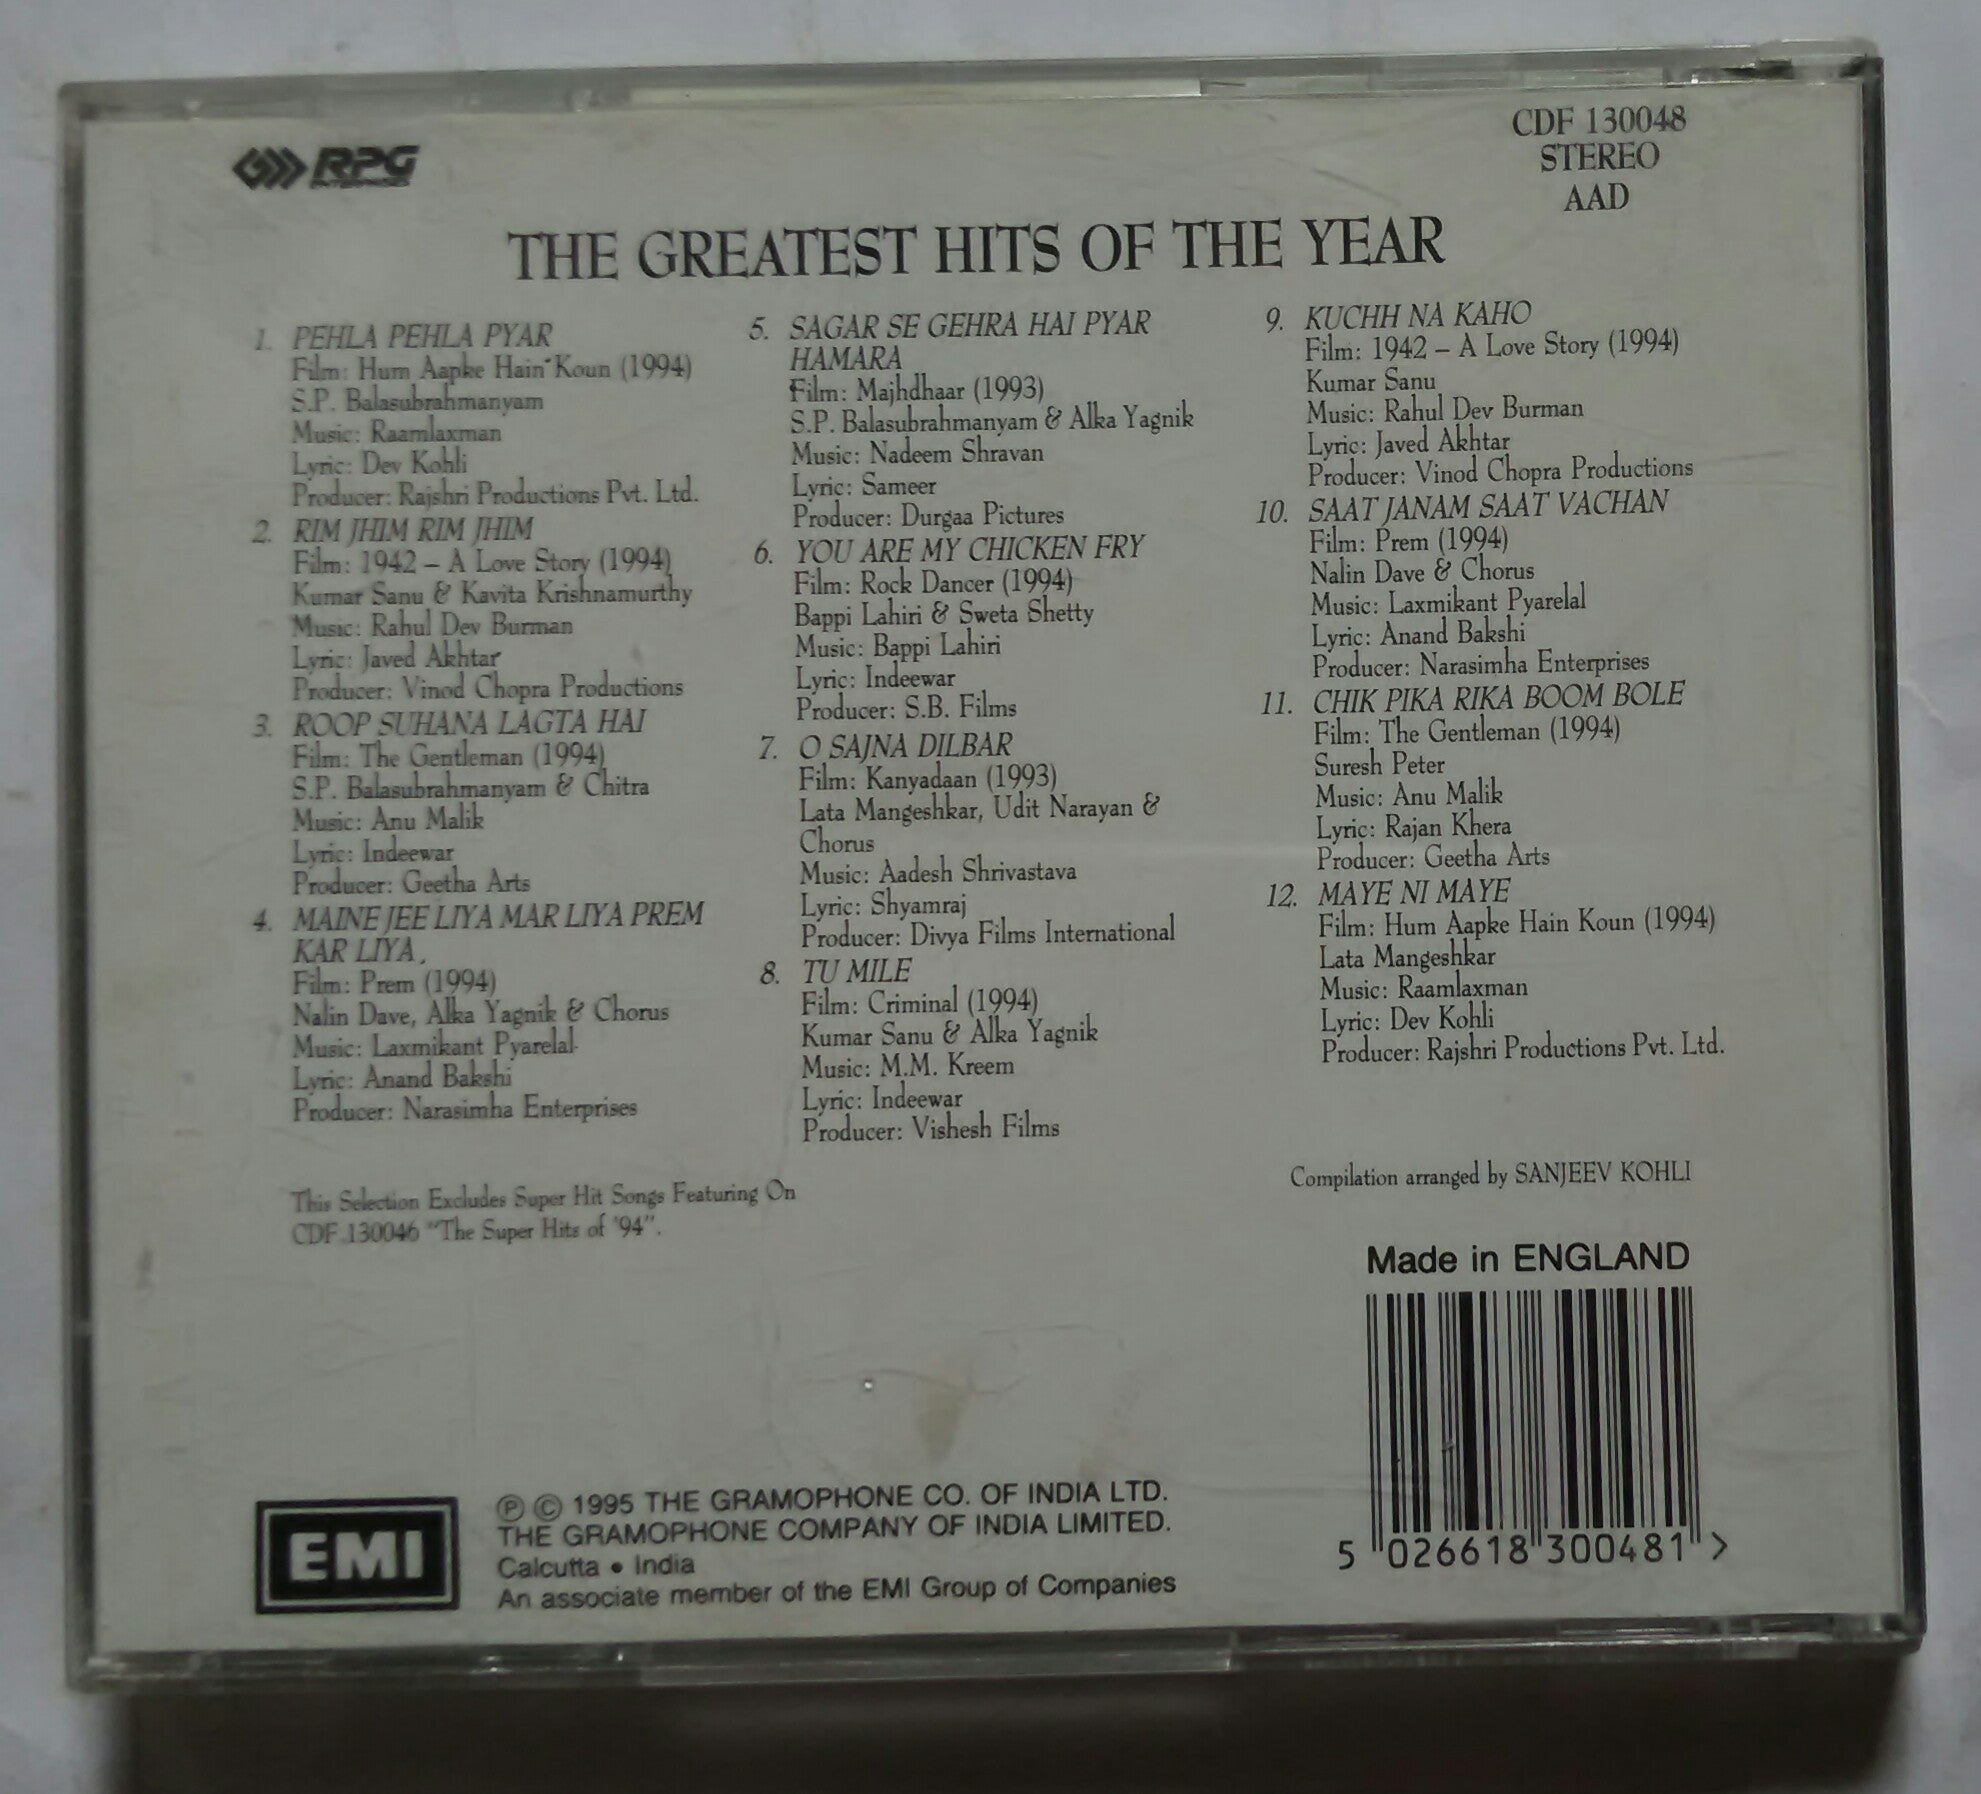 RPG
ENTERPRISES
CDF 130048
STEREO
AAD
THE GREATEST HITS OF THE YEAR
1. PEHLA PEHLA PYAR
Film: Hum Aapke Hain Koun (1994)
S.P. Balasubrahmanyam
Music: Raamlaxman
Lyric: Dev Kohli
Producer: Rajshri Productions Pvt. Ltd.
2. RIM JHIM RIM JHIM
Film: 1942 – A Love Story (1994)
Kumar Sanu & Kavita Krishnamurthy
Music: Rahul Dev Burman
Lyric: Javed Akhtar
Producer: Vinod Chopra Productions
3. ROOP SUHANA LAGTA HAI
Film: The Gentleman (1994)
S.P. Balasubrahmanyam & Chitra
Music: Anu Malik
Lyric: Indeewar
Producer: Geetha Arts
4. MAINE JEE LIYA MAR LIYA PREM
KAR LIYA
Film: Prem (1994)
Nalin Dave, Alka Yagnik & Chorus
Music: Laxmikant Pyarelal
Lyric: Anand Bakshi
Producer: Narasimha Enterprises
5. SAGAR SE GEHRA HAI PYAR
HAMARA
Film: Majhdhaar (1993)
S.P. Balasubrahmanyam & Alka Yagnik
Music: Nadeem Shravan
Lyric: Sameer
Producer: Durgaa Pictures
6. YOU ARE MY CHICKEN FRY
Film: Rock Dancer (1994)
Bappi Lahiri & Sweta Shetty
Music: Bappi Lahiri
Lyric: Indeewar
Producer: S.B. Films
7. O SAJNA DILBAR
Film: Kanyadaan (1993)
Lata Mangeshkar, Udit Narayan &
Chorus
Music: Aadesh Shrivastava
Lyric: Shyamraj
Producer: Divya Films International
8. TU MILE
Film: Criminal (1994)
Kumar Sanu & Alka Yagnik
Music: M.M. Kreem
Lyric: Indeewar
Producer: Vishesh Films
9. KUCHH NA KAHO
Film: 1942 – A Love Story (1994)
Kumar Sanu
Music: Rahul Dev Burman
Lyric: Javed Akhtar
Producer: Vinod Chopra Productions
10. SAAT JANAM SAAT VACHAN
Film: Prem (1994)
Nalin Dave & Chorus
Music: Laxmikant Pyarelal
Lyric: Anand Bakshi
Producer: Narasimha Enterprises
11. CHIK PIKA RIKA BOOM BOLE
Film: The Gentleman (1994)
Suresh Peter
Music: Anu Malik
Lyric: Rajan Khera
Producer: Geetha Arts
12. MAYE NI MAYE
Film: Hum Aapke Hain Koun (1994)
Lata Mangeshkar
Music: Raamlaxman
Lyric: Dev Kohli
Producer: Rajshri Productions Pvt. Ltd.
This Selection Excludes Super Hit Songs Featuring On
CDF 130046 "The Super Hits of '94".
Compilation arranged by SANJEEV KOHLI
Made in ENGLAND
5 026618 300481 >
EMI
Ⓟ © 1995 THE GRAMOPHONE CO. OF INDIA LTD.
THE GRAMOPHONE COMPANY OF INDIA LIMITED.
Calcutta • India
An associate member of the EMI Group of Companies